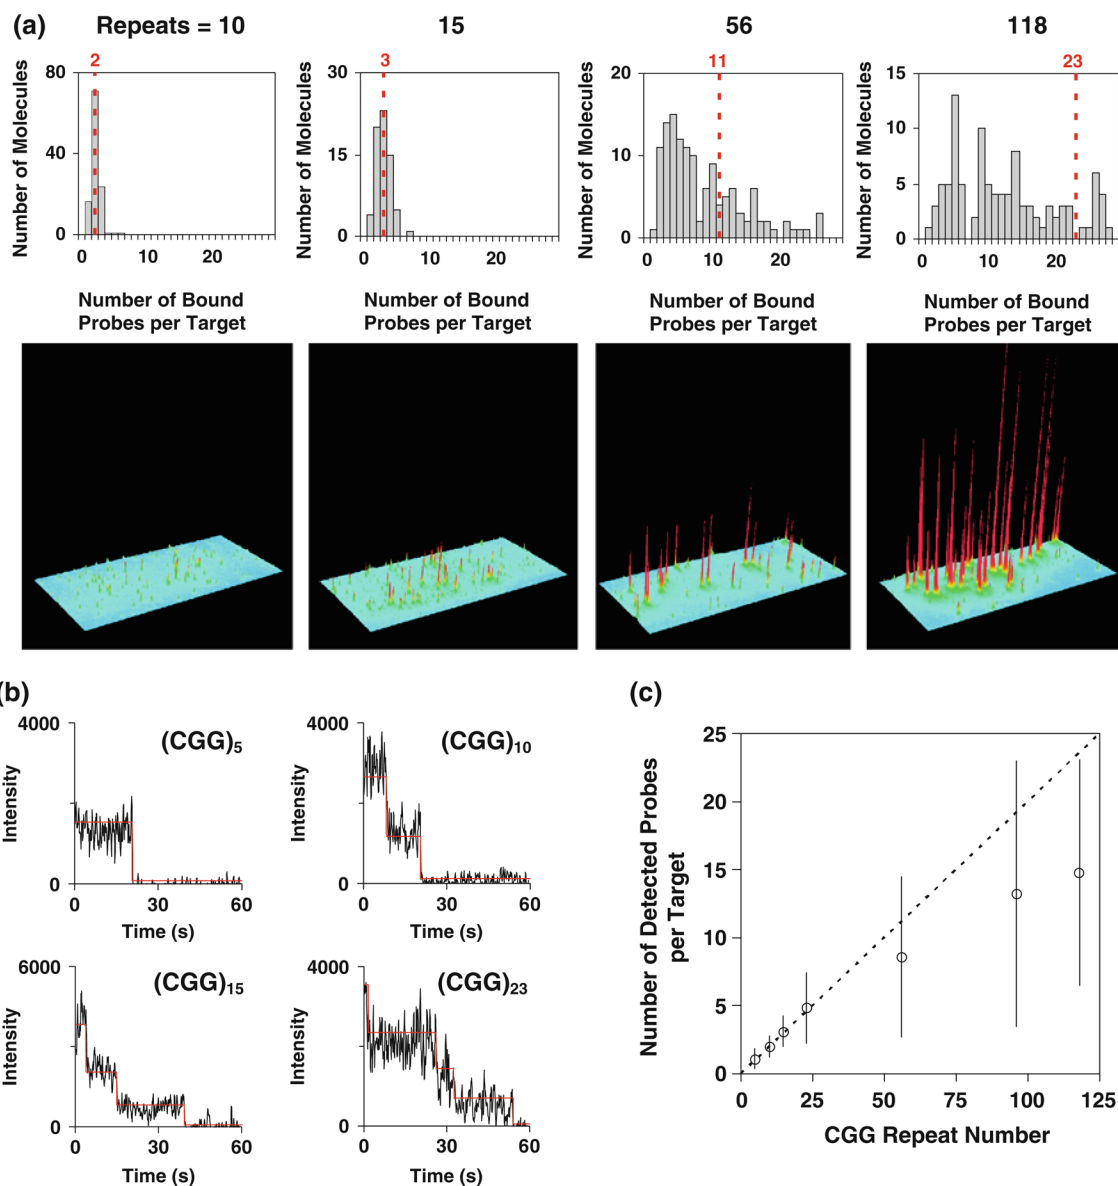 (a)
Repeats = 10
15
56
118
2
3
11
23
Number of Molecules
80
40
0
0 10 20
Number of Molecules
30
15
0
0 10 20
Number of Molecules
20
10
0
0 10 20
Number of Molecules
15
10
5
0
0 10 20
Number of Bound
Probes per Target
Number of Bound
Probes per Target
Number of Bound
Probes per Target
Number of Bound
Probes per Target
(b)
4000
0
Intensity
(CGG)5
0 30 60
Time (s)
4000
0
Intensity
(CGG)10
0 30 60
Time (s)
6000
0
Intensity
(CGG)15
0 30 60
Time (s)
4000
0
Intensity
(CGG)23
0 30 60
Time (s)
(c)
Number of Detected Probes
per Target
25
20
15
10
5
0
0 25 50 75 100 125
CGG Repeat Number